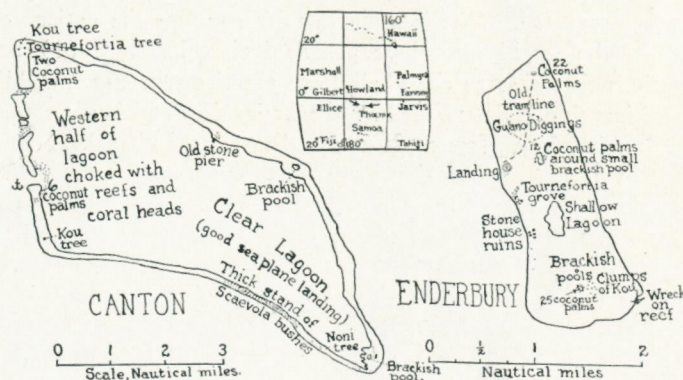 Kou tree
Tournefortia tree
Two
Coconut
palms
Western
half of
lagoon
choked with
reefs and
coral heads
6
coconut
palms
Kou
tree
Old stone
pier
Brackish
pool
Clear Lagoon
(good seaplane landing)
Thick stand of
Scaevola bushes
Noni
tree
Brackish
pool.
CANTON
0 1 2 3
Scale, Nautical miles.
160°
20° Hawaii
Marshall Palmyra
0° Gilbert Howland Fanning
Ellice Jarvis
Phoenix
Samoa
20° Fiji 180° Tahiti
22
Coconut
Palms
Old
tramline
Guano Diggings
12 Coconut palms
around small
brackish pool
Landing
Tournefortia
grove
Shallow
Lagoon
Stone
house
ruins
Brackish
pools
Clumps
of Kou
25 coconut
palms
Wreck
on
reef
ENDERBURY
0 ½ 1 2
Nautical miles